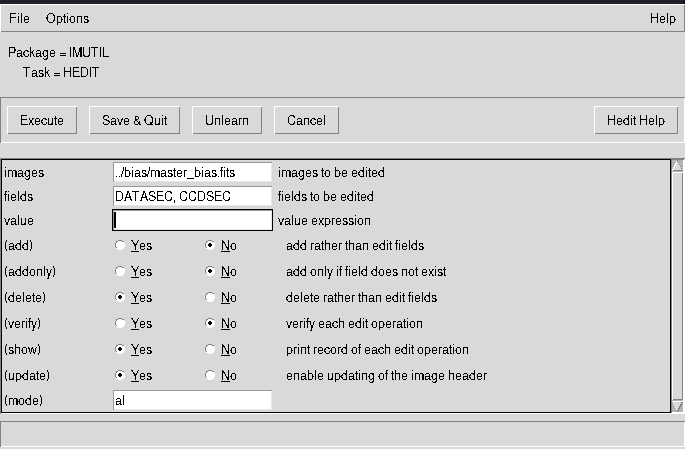 File Options Help
Package = IMUTIL
Task = HEDIT
Execute Save & Quit Unlearn Cancel Hedit Help
images ../bias/master_bias.fits images to be edited
fields DATASEC, CCDSEC fields to be edited
value value expression
(add) Yes No add rather than edit fields
(addonly) Yes No add only if field does not exist
(delete) Yes No delete rather than edit fields
(verify) Yes No verify each edit operation
(show) Yes No print record of each edit operation
(update) Yes No enable updating of the image header
(mode) al